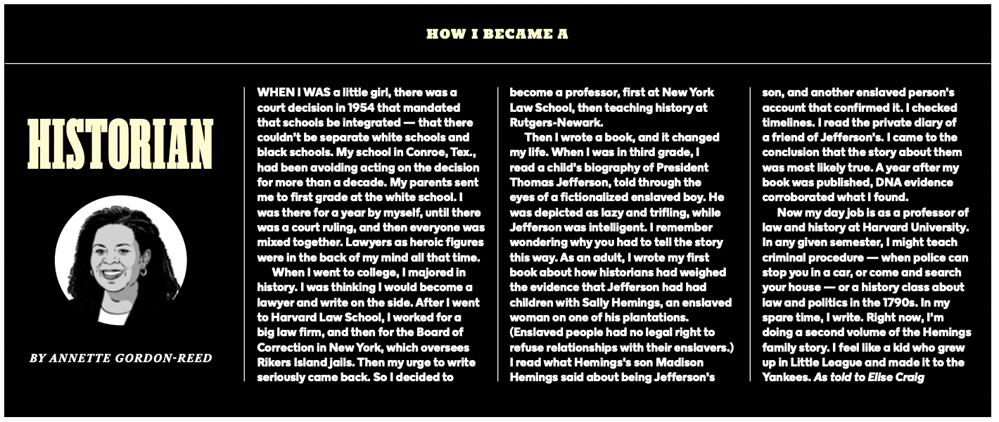 HOW I BECAME A
HISTORIAN
BY ANNETTE GORDON-REED
WHEN I WAS a little girl, there was a
court decision in 1954 that mandated
that schools be integrated — that there
couldn't be separate white schools and
black schools. My school in Conroe, Tex.,
had been avoiding acting on the decision
for more than a decade. My parents sent
me to first grade at the white school. I
was there for a year by myself, until there
was a court ruling, and then everyone was
mixed together. Lawyers as heroic figures
were in the back of my mind all that time.
When I went to college, I majored in
history. I was thinking I would become a
lawyer and write on the side. After I went
to Harvard Law School, I worked for a
big law firm, and then for the Board of
Correction in New York, which oversees
Rikers Island jails. Then my urge to write
seriously came back. So I decided to
become a professor, first at New York
Law School, then teaching history at
Rutgers-Newark.
Then I wrote a book, and it changed
my life. When I was in third grade, I
read a child's biography of President
Thomas Jefferson, told through the
eyes of a fictionalized enslaved boy. He
was depicted as lazy and trifling, while
Jefferson was intelligent. I remember
wondering why you had to tell the story
this way. As an adult, I wrote my first
book about how historians had weighed
the evidence that Jefferson had had
children with Sally Hemings, an enslaved
woman on one of his plantations.
(Enslaved people had no legal right to
refuse relationships with their enslavers.)
I read what Hemings's son Madison
Hemings said about being Jefferson's
son, and another enslaved person's
account that confirmed it. I checked
timelines. I read the private diary of
a friend of Jefferson's. I came to the
conclusion that the story about them
was most likely true. A year after my
book was published, DNA evidence
corroborated what I found.
Now my day job is as a professor of
law and history at Harvard University.
In any given semester, I might teach
criminal procedure — when police can
stop you in a car, or come and search
your house — or a history class about
law and politics in the 1790s. In my
spare time, I write. Right now, I'm
doing a second volume of the Hemings
family story. I feel like a kid who grew
up in Little League and made it to the
Yankees. As told to Elise Craig